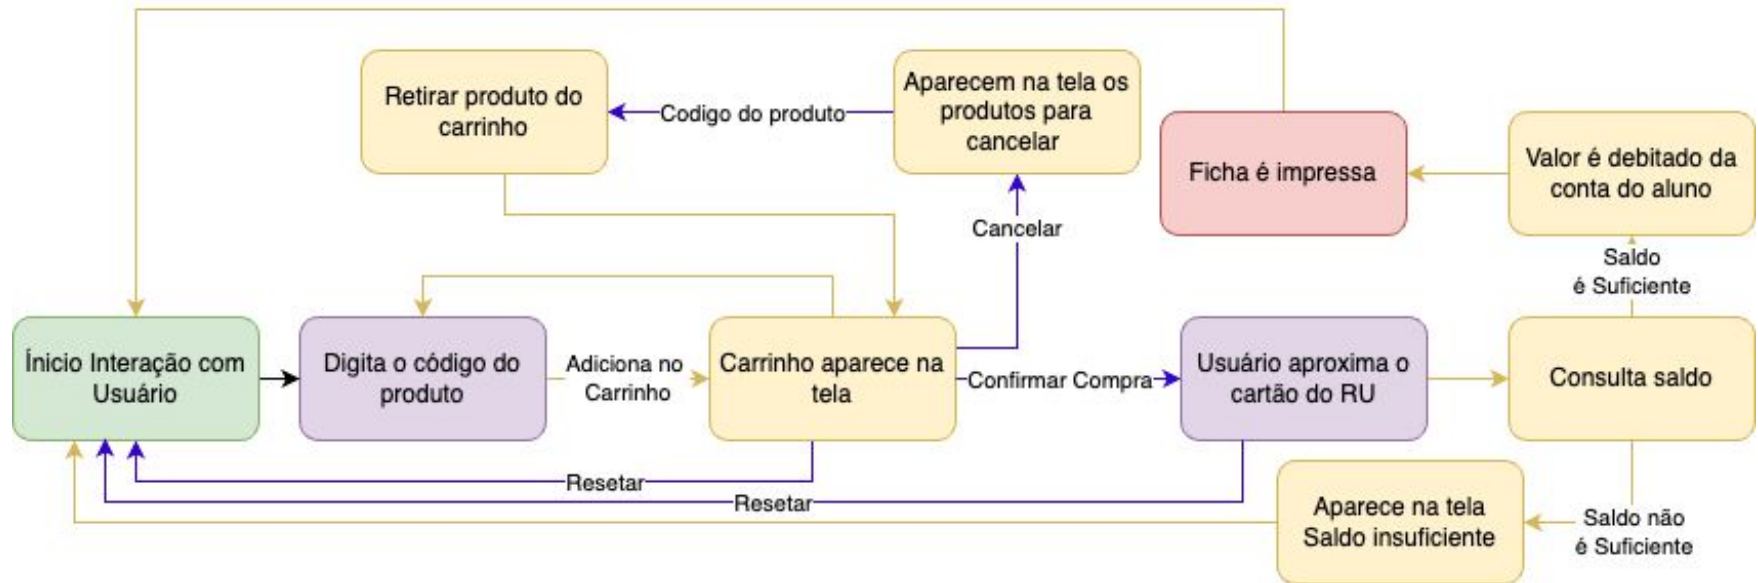 Retirar produto do
carrinho
Codigo do produto
Aparecem na tela os
produtos para
cancelar
Ficha é impressa
Valor é debitado da
conta do aluno
Cancelar
Saldo
é Suficiente
Ínicio Interação com
Usuário
Digita o código do
produto
Adiciona no
Carrinho
Carrinho aparece na
tela
Confirmar Compra
Usuário aproxima o
cartão do RU
Consulta saldo
Resetar
Resetar
Aparece na tela
Saldo insuficiente
Saldo não
é Suficiente